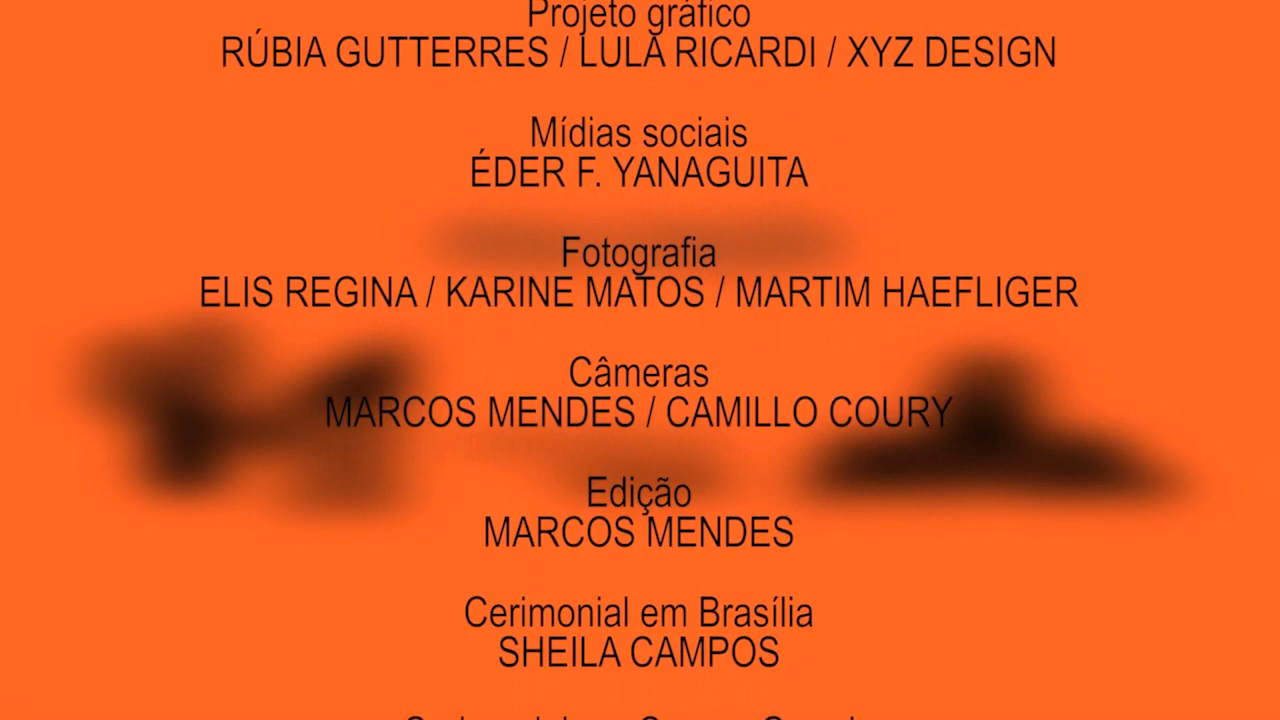 Projeto gráfico
RÚBIA GUTTERRES / LULA RICARDI / XYZ DESIGN
Mídias sociais
ÉDER F. YANAGUITA
Fotografia
ELIS REGINA / KARINE MATOS / MARTIM HAEFLIGER
Câmeras
MARCOS MENDES / CAMILLO COURY
Edição
MARCOS MENDES
Cerimonial em Brasília
SHEILA CAMPOS